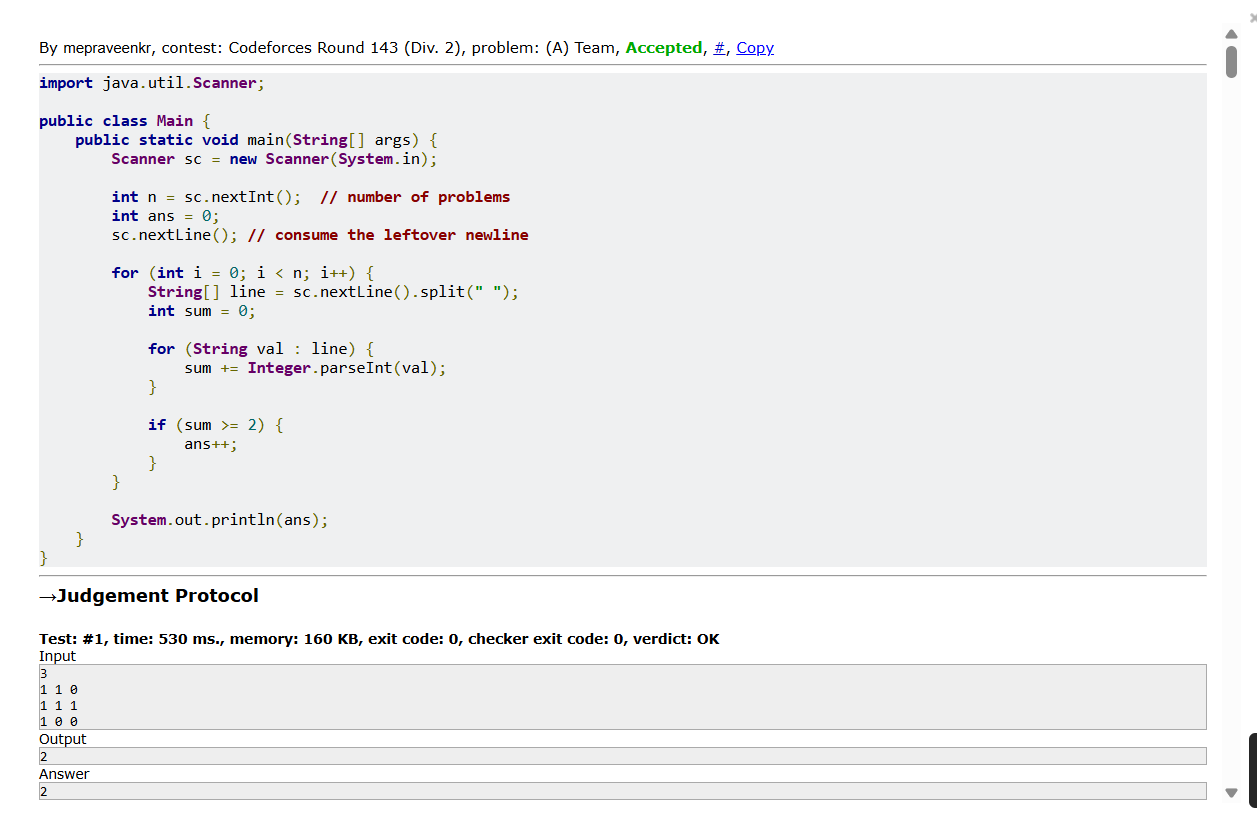 By mepraveenkr, contest: Codeforces Round 143 (Div. 2), problem: (A) Team, Accepted, #, Copy
import java.util.Scanner;
public class Main {
    public static void main(String[] args) {
        Scanner sc = new Scanner(System.in);
        int n = sc.nextInt();  // number of problems
        int ans = 0;
        sc.nextLine(); // consume the leftover newline
        for (int i = 0; i < n; i++) {
            String[] line = sc.nextLine().split(" ");
            int sum = 0;
            for (String val : line) {
                sum += Integer.parseInt(val);
            }
            if (sum >= 2) {
                ans++;
            }
        }
        System.out.println(ans);
    }
}
→Judgement Protocol
Test: #1, time: 530 ms., memory: 160 KB, exit code: 0, checker exit code: 0, verdict: OK
Input
3
1 1 0
1 1 1
1 0 0
Output
2
Answer
2